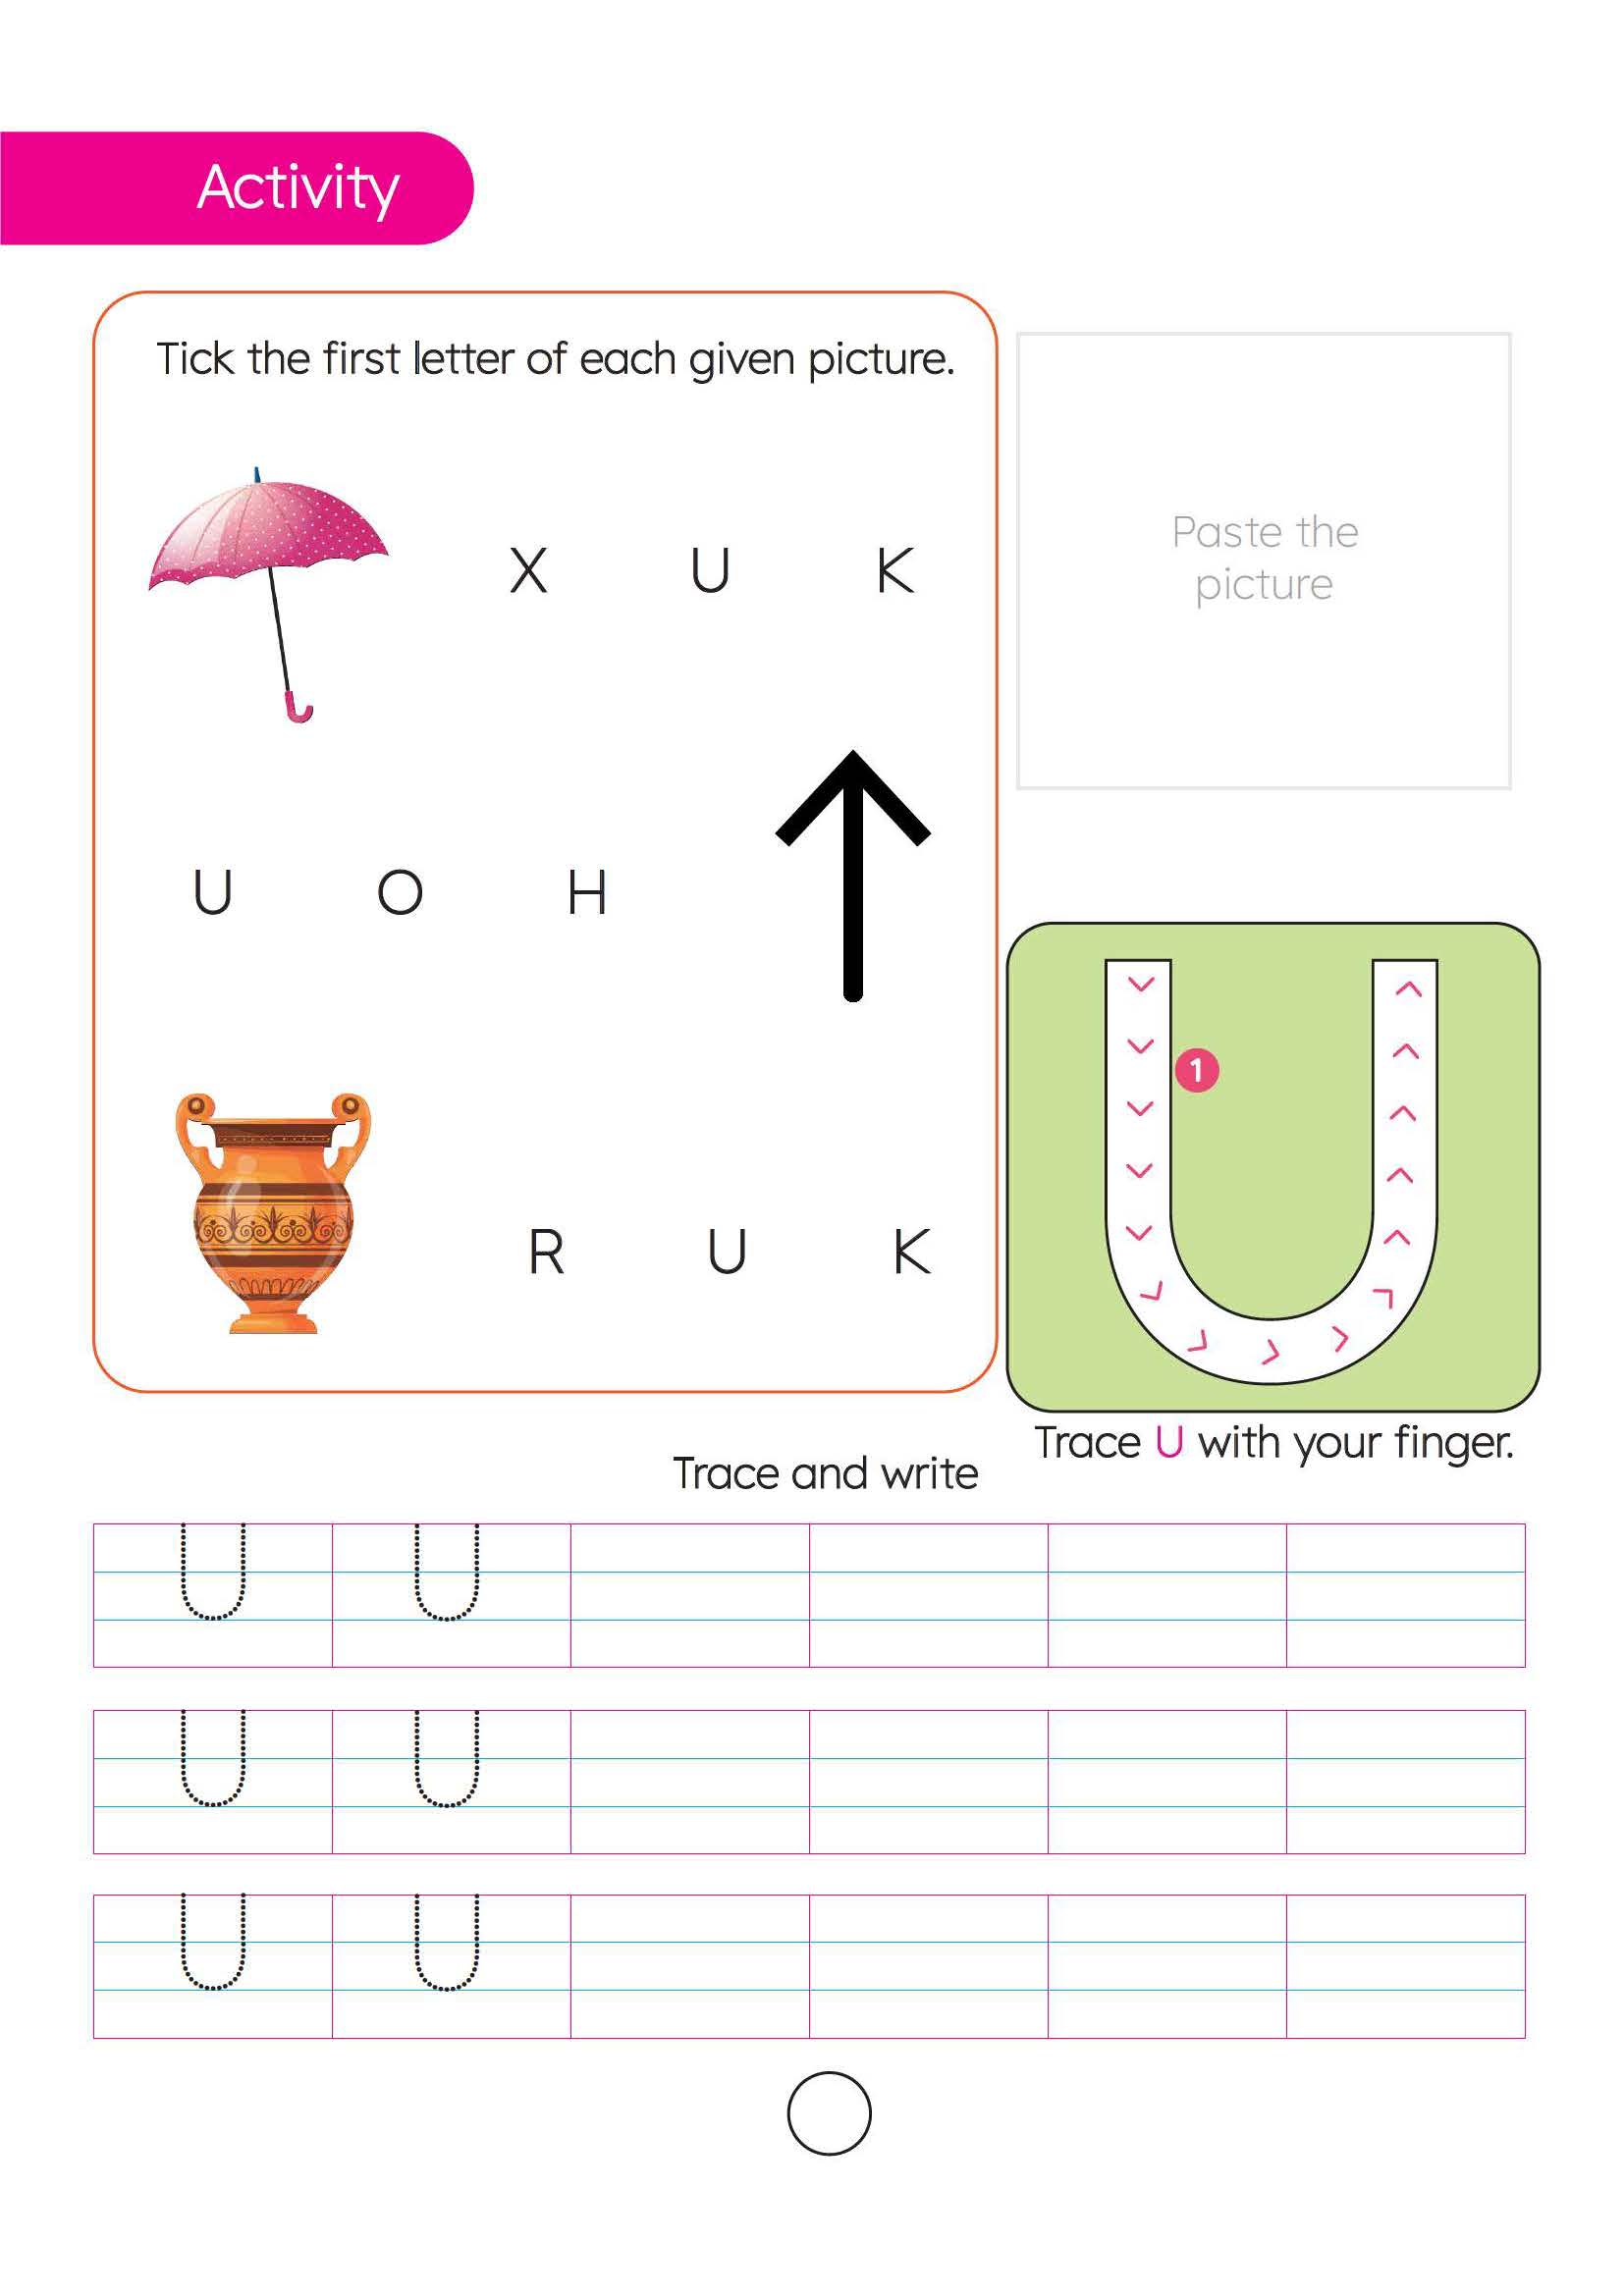 Activity
Tick the first letter of each given picture.
X U K
Paste the
picture
U O H
1
R U K
Trace U with your finger.
Trace and write
U U
U U
U U